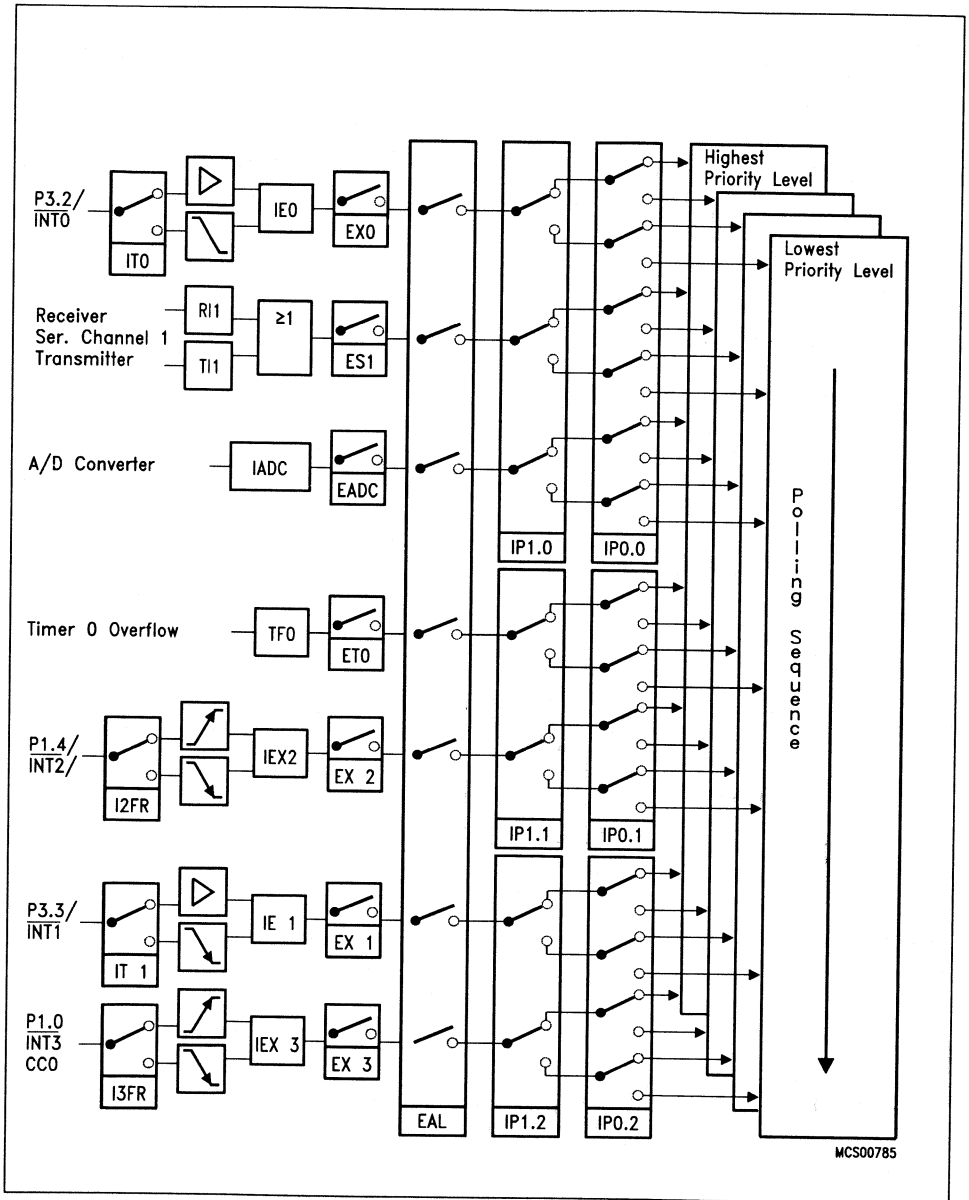 Highest
Priority Level
Lowest
Priority Level
P3.2/
INT0
IT0
IE0
EX0
Receiver
Ser. Channel 1
Transmitter
RI1
TI1
≥1
ES1
A/D Converter
IADC
EADC
IP1.0
IP0.0
Timer 0 Overflow
TF0
ET0
P1.4/
INT2/
I2FR
IEX2
EX 2
IP1.1
IP0.1
P3.3/
INT1
IT 1
IE 1
EX 1
P1.0
INT3
CC0
I3FR
IEX 3
EX 3
EAL
IP1.2
IP0.2
Polling Sequence
MCS00785